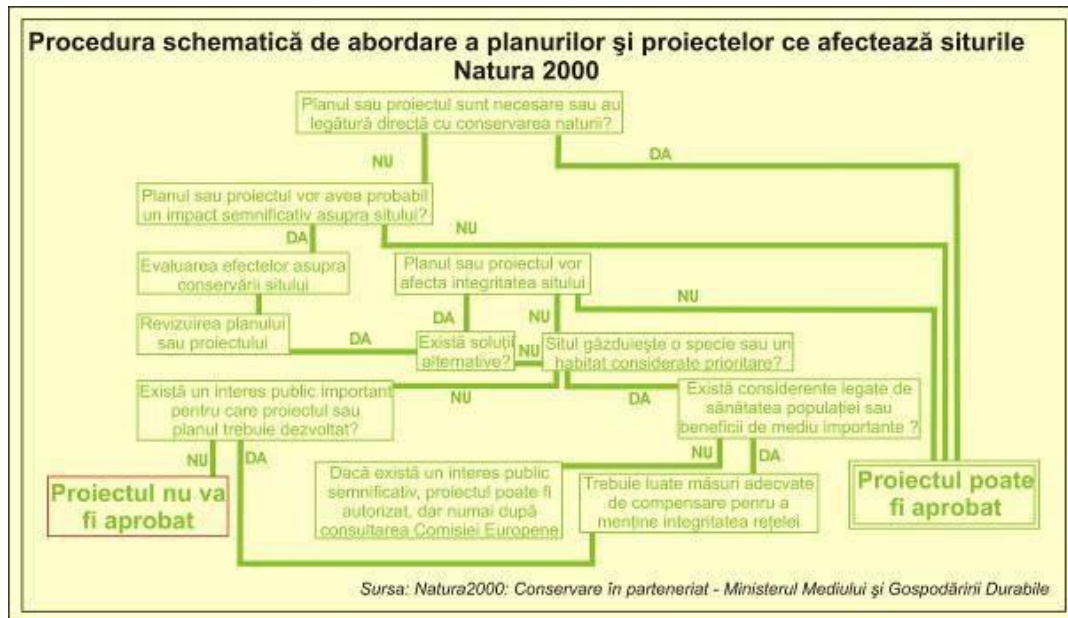 Procedura schematică de abordare a planurilor şi proiectelor ce afectează siturile
Natura 2000
Planul sau proiectul sunt necesare sau au
legătură directă cu conservarea naturii?
NU
DA
Planul sau proiectul vor avea probabil
un impact semnificativ asupra sitului?
DA
NU
Evaluarea efectelor asupra
conservării sitului
Planul sau proiectul vor
afecta integritatea sitului
NU
DA
NU
Revizuirea planului
sau proiectului
DA
Există soluţii
alternative?
NU
Situl găzduieşte o specie sau un
habitat considerate prioritare?
Există un interes public important
pentru care proiectul sau
planul trebuie dezvoltat?
NU
DA
Există considerente legate de
sănătatea populaţiei sau
beneficii de mediu importante ?
NU
DA
NU
DA
Proiectul nu va
fi aprobat
Dacă există un interes public
semnificativ, proiectul poate fi
autorizat, dar numai după
consultarea Comisiei Europene
Trebuie luate măsuri adecvate
de compensare penru a
menţine integritatea reţelei
Proiectul poate
fi aprobat
Sursa: Natura2000: Conservare în parteneriat - Ministerul Mediului şi Gospodăririi Durabile